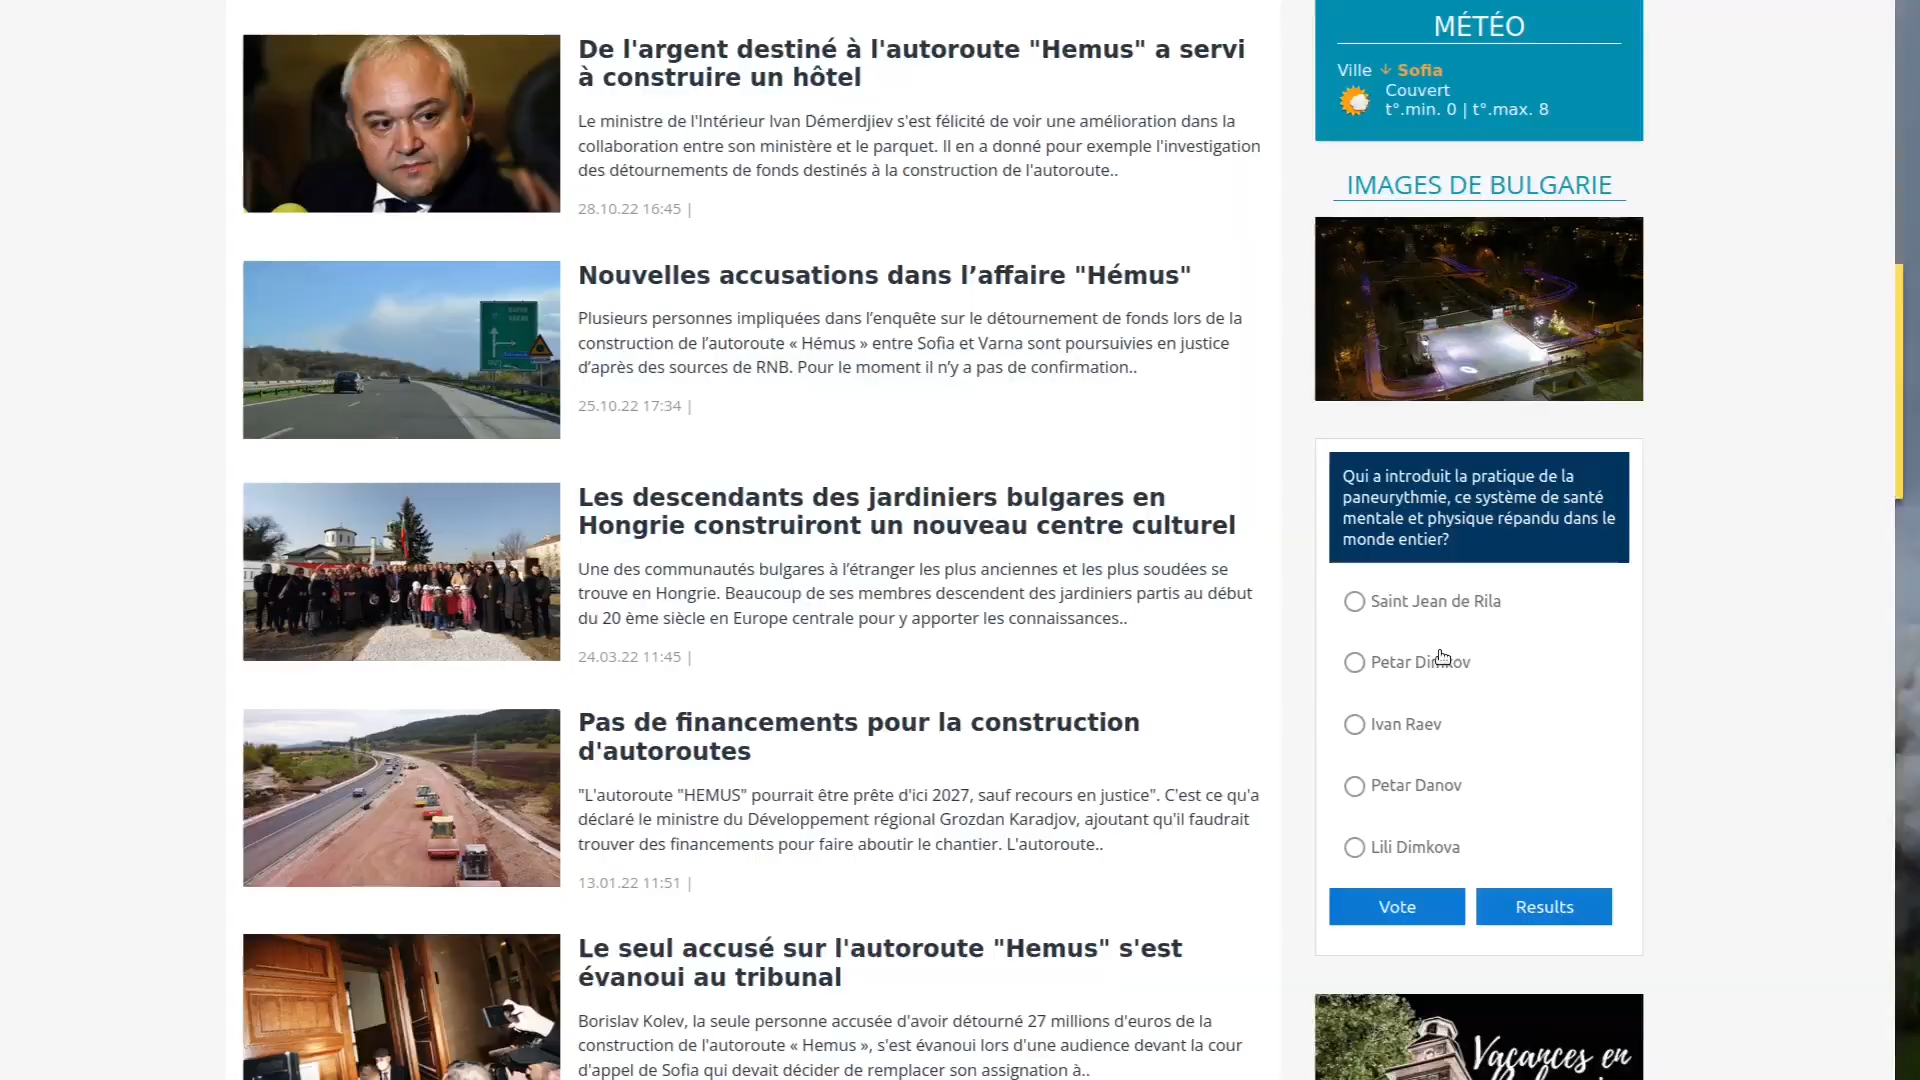 De l'argent destiné à l'autoroute "Hemus" a servi
à construire un hôtel
Le ministre de l'Intérieur Ivan Démerdjiev s'est félicité de voir une amélioration dans la
collaboration entre son ministère et le parquet. Il en a donné pour exemple l'investigation
des détournements de fonds destinés à la construction de l'autoroute..
28.10.22 16:45 |
Nouvelles accusations dans l’affaire "Hémus"
Plusieurs personnes impliquées dans l’enquête sur le détournement de fonds lors de la
construction de l’autoroute « Hémus » entre Sofia et Varna sont poursuivies en justice
d’après des sources de RNB. Pour le moment il n’y a pas de confirmation..
25.10.22 17:34 |
Les descendants des jardiniers bulgares en
Hongrie construiront un nouveau centre culturel
Une des communautés bulgares à l’étranger les plus anciennes et les plus soudées se
trouve en Hongrie. Beaucoup de ses membres descendent des jardiniers partis au début
du 20 ème siècle en Europe centrale pour y apporter les connaissances..
24.03.22 11:45 |
Pas de financements pour la construction
d'autoroutes
"L'autoroute "HEMUS" pourrait être prête d'ici 2027, sauf recours en justice". C'est ce qu'a
déclaré le ministre du Développement régional Grozdan Karadjov, ajoutant qu'il faudrait
trouver des financements pour faire aboutir le chantier. L'autoroute..
13.01.22 11:51 |
Le seul accusé sur l'autoroute "Hemus" s'est
évanoui au tribunal
Borislav Kolev, la seule personne accusée d'avoir détourné 27 millions d'euros de la
construction de l'autoroute « Hemus », s'est évanoui lors d'une audience devant la cour
d'appel de Sofia qui devait décider de remplacer son assignation à..
MÉTÉO
Ville Sofia
Couvert
t°.min. 0 | t°.max. 8
IMAGES DE BULGARIE
Qui a introduit la pratique de la
paneurythmie, ce système de santé
mentale et physique répandu dans le
monde entier?
Saint Jean de Rila
Petar Dimkov
Ivan Raev
Petar Danov
Lili Dimkova
Vote Results
Vacances en